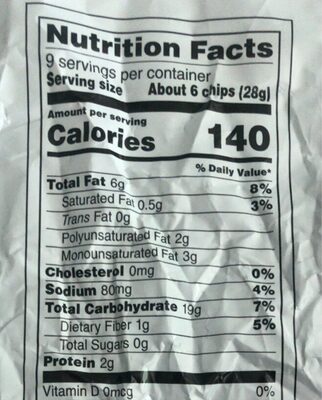 Nutrition Facts
9 servings per container
Serving size About 6 chips (28g)
Amount per serving
Calories 140
% Daily Value*
Total Fat 6g 8%
Saturated Fat 0.5g 3%
Trans Fat 0g
Polyunsaturated Fat 2g
Monounsaturated Fat 3g
Cholesterol 0mg 0%
Sodium 80mg 4%
Total Carbohydrate 19g 7%
Dietary Fiber 1g 5%
Total Sugars 0g
Protein 2g
Vitamin D 0mcg 0%